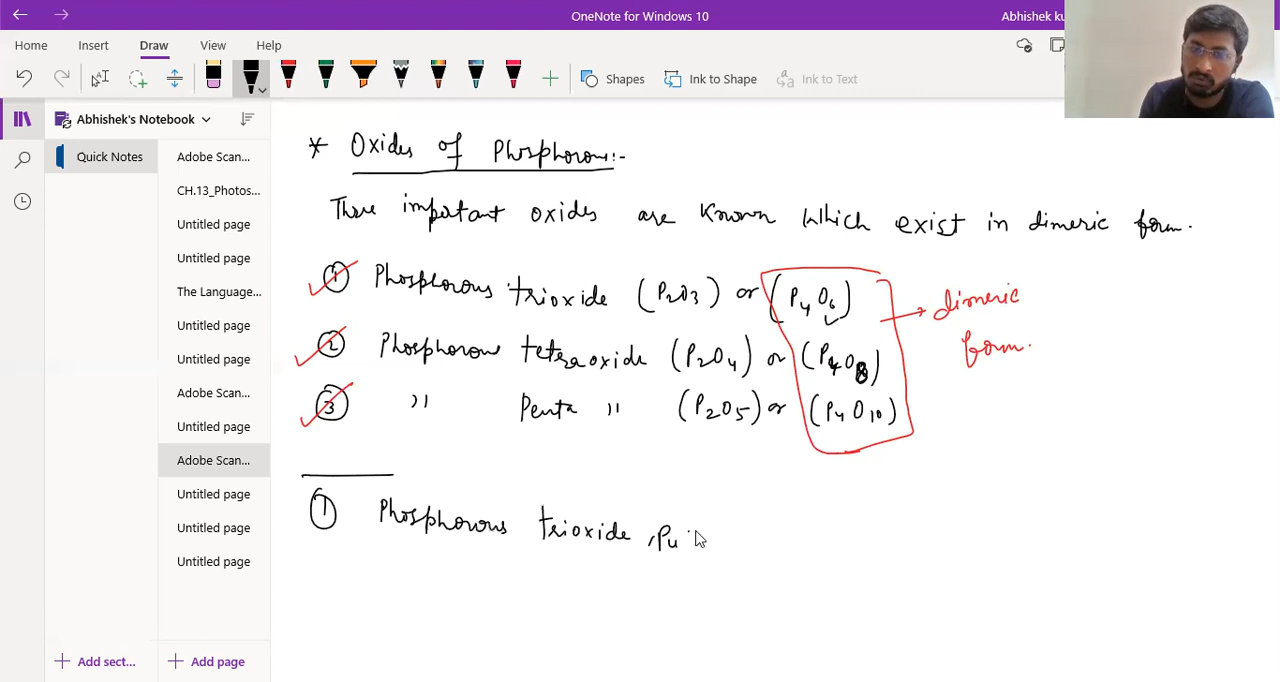 OneNote for Windows 10
Abhishek ku
Home Insert Draw View Help
Shapes Ink to Shape Ink to Text
Abhishek's Notebook
Quick Notes
Adobe Scan...
CH.13_Photos...
Untitled page
Untitled page
The Language...
Untitled page
Untitled page
Adobe Scan...
Untitled page
Adobe Scan...
Untitled page
Untitled page
Untitled page
Add sect...
Add page
* Oxides of Phosphorous:-
Three important oxides are known which exist in dimeric form.
① Phosphorous trioxide (P2O3) or (P4O6)
② Phosphorous tetraoxide (P2O4) or (P4O8)
③ " Penta " (P2O5) or (P4O10)
→ dimeric
form.
① Phosphorous trioxide, P4